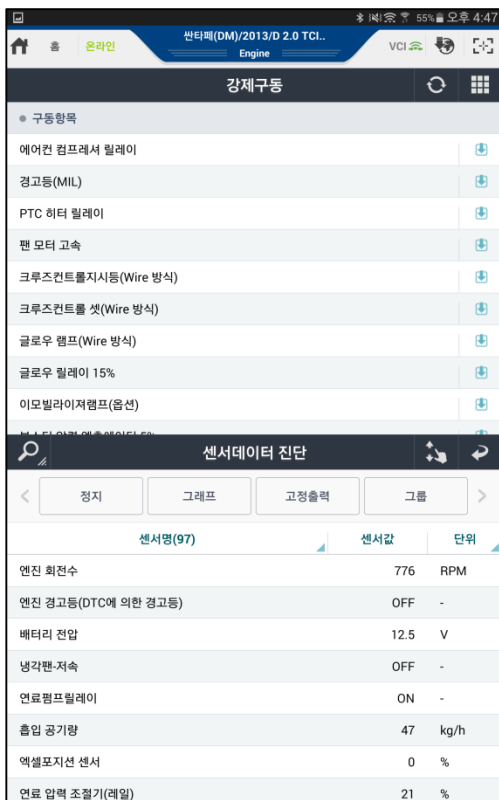 55% 오후 4:47
홈 온라인 싼타페(DM)/2013/D 2.0 TCI.. Engine VCI
강제구동
구동항목
에어컨 컴프레셔 릴레이
경고등(MIL)
PTC 히터 릴레이
팬 모터 고속
크루즈컨트롤지시등(Wire 방식)
크루즈컨트롤 셋(Wire 방식)
글로우 램프(Wire 방식)
글로우 릴레이 15%
이모빌라이져램프(옵션)
센서데이터 진단
정지 그래프 고정출력 그룹
센서명(97) 센서값 단위
엔진 회전수 776 RPM
엔진 경고등(DTC에 의한 경고등) OFF -
배터리 전압 12.5 V
냉각팬-저속 OFF -
연료펌프릴레이 ON -
흡입 공기량 47 kg/h
엑셀포지션 센서 0 %
연료 압력 조절기(레일) 21 %